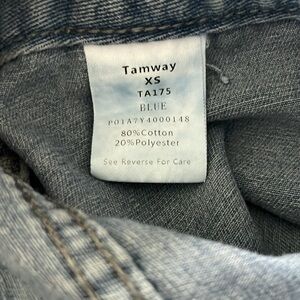 Tamway
XS
TA175
BLUE
P01A7Y4000148
80%Cotton
20%Polyester
See Reverse For Care